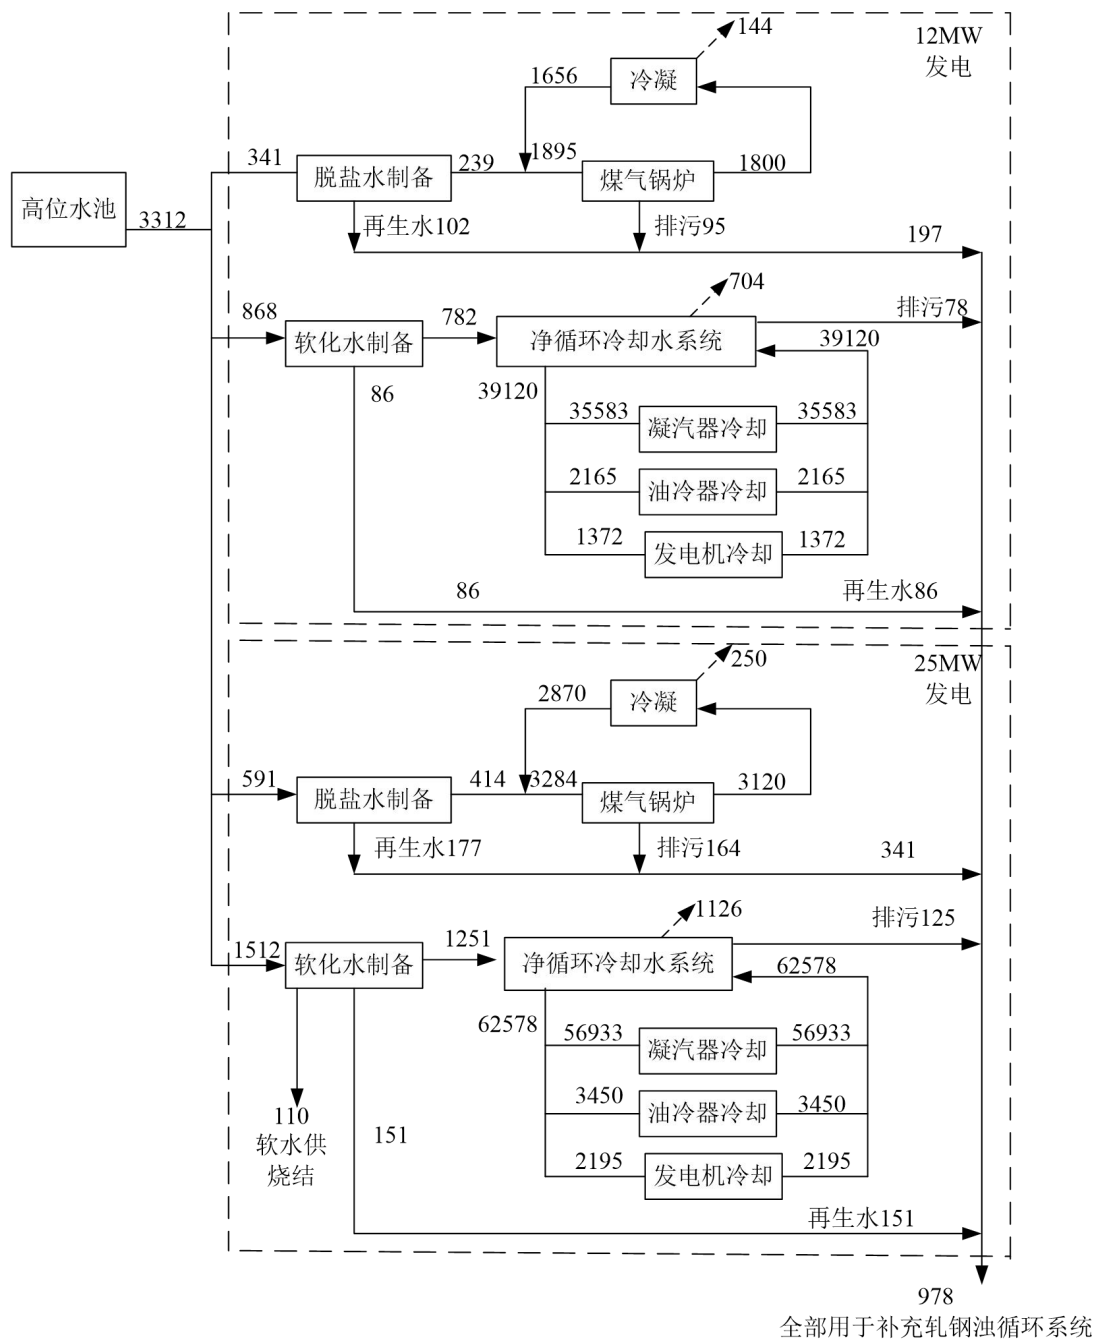 144
12MW
发电
1656
冷凝
341
脱盐水制备
239
1895
煤气锅炉
1800
高位水池
3312
再生水102
排污95
197
704
868
软化水制备
782
净循环冷却水系统
排污78
39120
39120
86
35583
凝汽器冷却
35583
2165
油冷器冷却
2165
1372
发电机冷却
1372
86
再生水86
250
25MW
发电
2870
冷凝
591
脱盐水制备
414
3284
煤气锅炉
3120
再生水177
排污164
341
1126
排污125
1512
软化水制备
1251
净循环冷却水系统
62578
62578
56933
凝汽器冷却
56933
3450
油冷器冷却
3450
110
软水供
烧结
151
2195
发电机冷却
2195
再生水151
978
全部用于补充轧钢浊循环系统